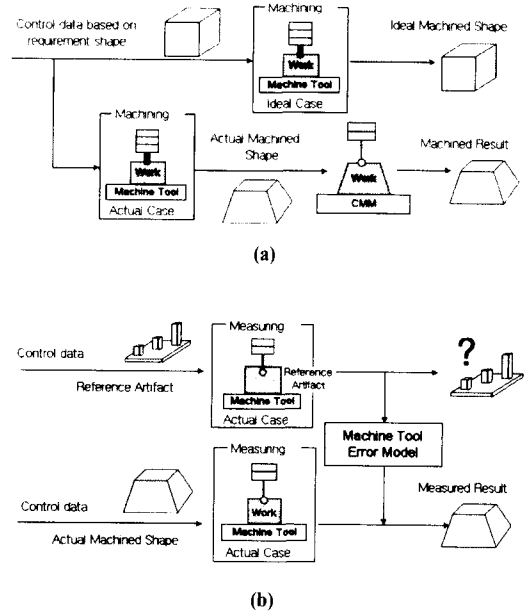 Control data based on
requirement shape
Machining
Work
Machine Tool
Ideal Case
Ideal Machined Shape
Machining
Work
Machine Tool
Actual Case
Actual Machined
Shape
Work
CMM
Machined Result
(a)
Control data
Reference Artifact
Measuring
Reference
Artifact
Machine Tool
Actual Case
?
Machine Tool
Error Model
Control data
Actual Machined Shape
Measuring
Work
Machine Tool
Actual Case
Measured Result
(b)